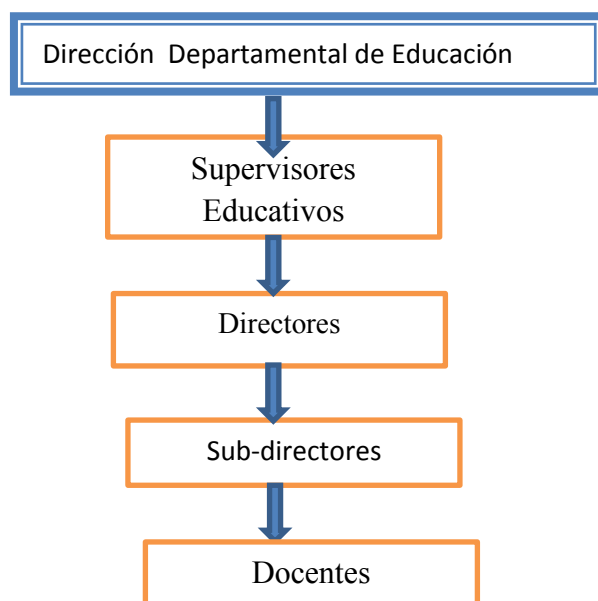 Dirección  Departamental de Educación
Supervisores
Educativos
Directores
Sub-directores
Docentes